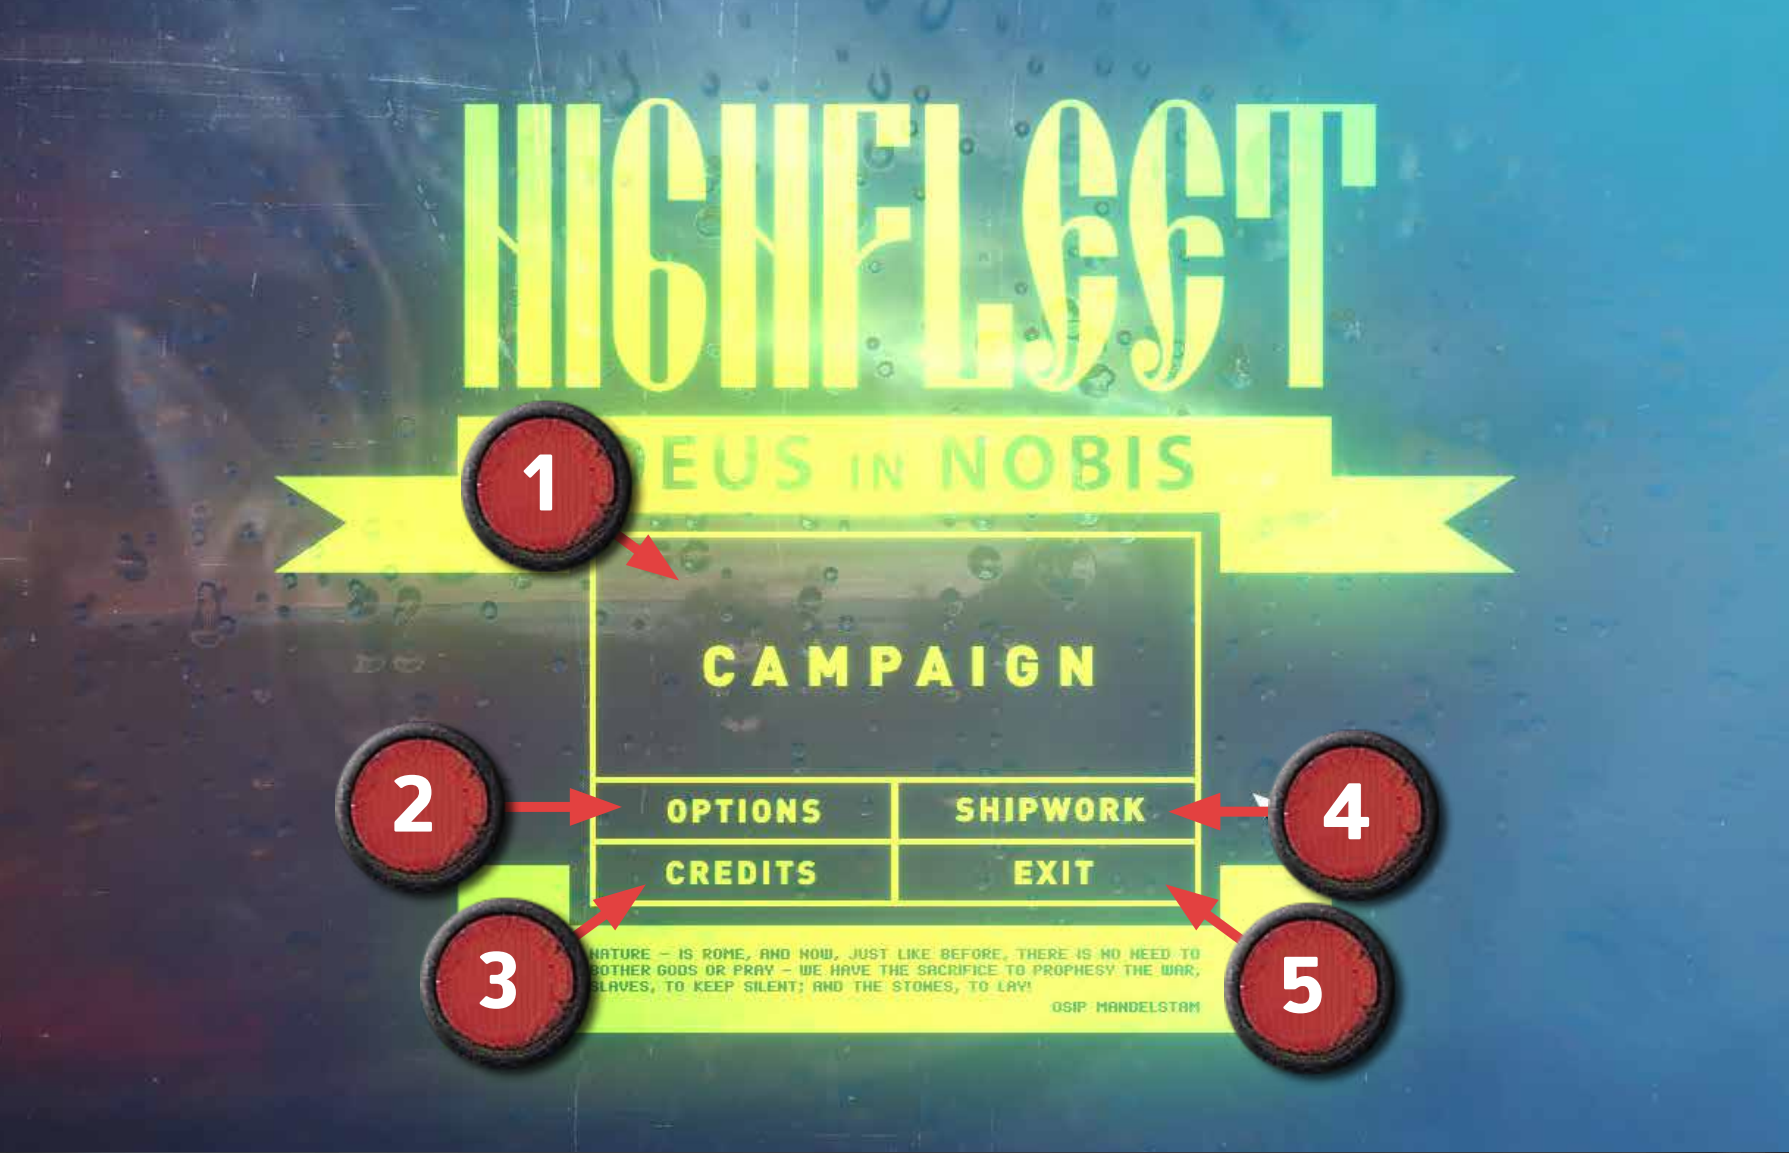 HIGHFLEET
DEUS IN NOBIS
1
CAMPAIGN
2
OPTIONS
SHIPWORK
4
CREDITS
EXIT
3
NATURE – IS ROME, AND NOW, JUST LIKE BEFORE, THERE IS NO NEED TO
BOTHER GODS OR PRAY – WE HAVE THE SACRIFICE TO PROPHESY THE WAR,
SLAVES, TO KEEP SILENT; AND THE STONES, TO LAY!
OSIP MANDELSTAM
5